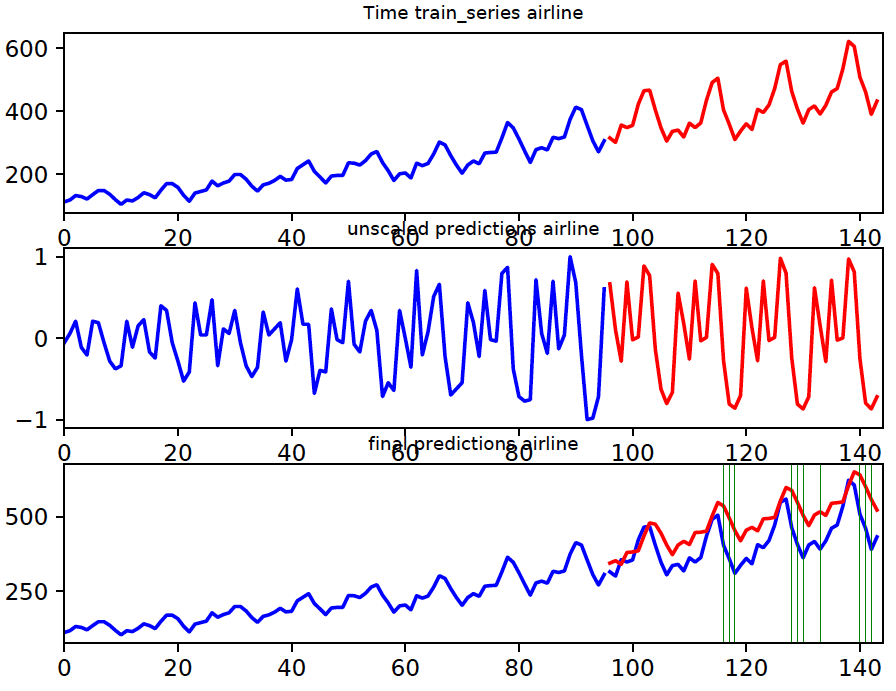 Time train_series airline
600
400
200
0 20 40 60 80 100 120 140
unscaled predictions airline
1
0
−1
0 20 40 60 80 100 120 140
final predictions airline
500
250
0 20 40 60 80 100 120 140